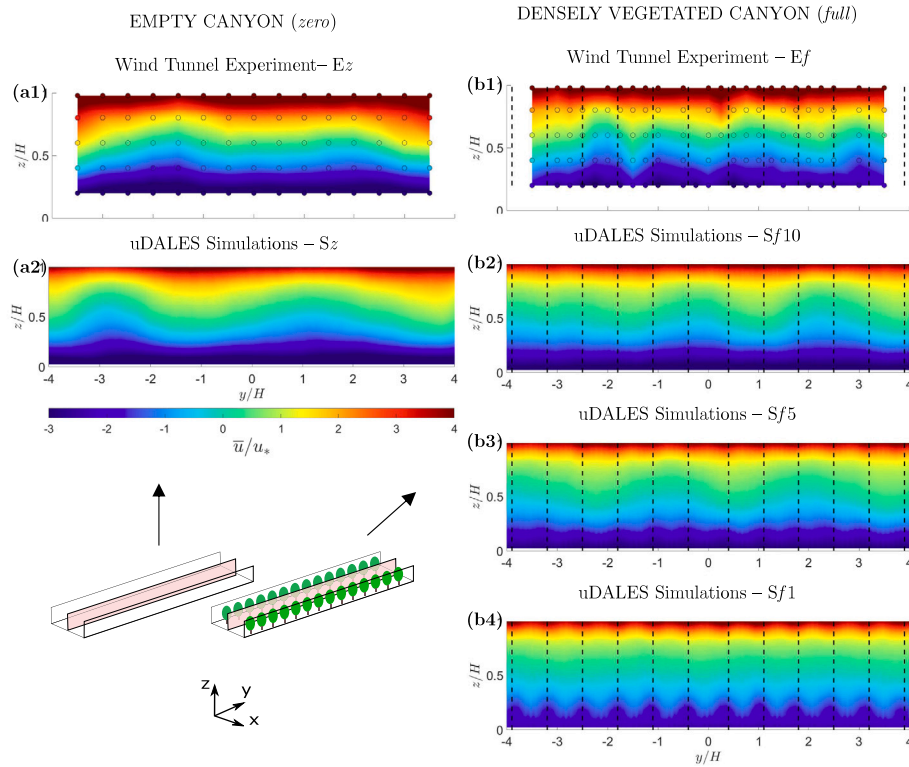 EMPTY CANYON (zero)
Wind Tunnel Experiment– Ez
(a1)
z/H
1
0.5
0
uDALES Simulations – Sz
(a2)
z/H
1
0.5
0
-4 -3 -2 -1 0 1 2 3 4
y/H
-3 -2 -1 0 1 2 3 4
u̅/u*
z
y
x
DENSELY VEGETATED CANYON (full)
Wind Tunnel Experiment – Ef
(b1)
z/H
1
0.5
0
uDALES Simulations – Sf10
(b2)
z/H
0.5
0
-4 -3 -2 -1 0 1 2 3 4
uDALES Simulations – Sf5
(b3)
z/H
0.5
0
-4 -3 -2 -1 0 1 2 3 4
uDALES Simulations – Sf1
(b4)
z/H
0.5
0
-4 -3 -2 -1 0 1 2 3 4
y/H